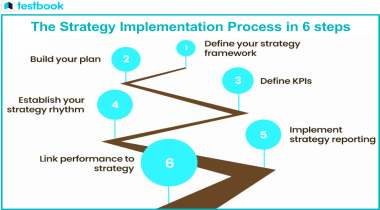 testbook
The Strategy Implementation Process in 6 steps
1
Define your strategy
framework
2
Build your plan
3
Define KPIs
4
Establish your
strategy rhythm
5
Implement
strategy reporting
6
Link performance to
strategy